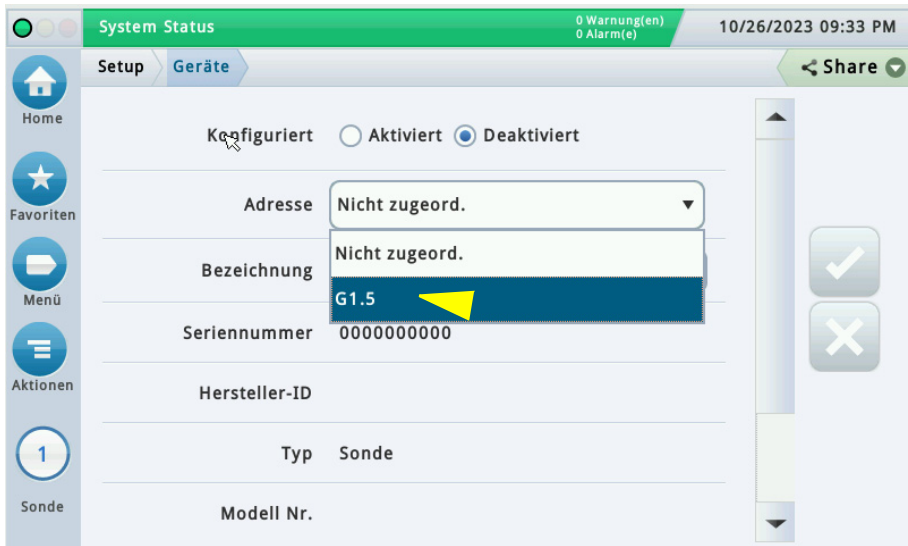 System Status
0 Warnung(en)
0 Alarm(e)
10/26/2023 09:33 PM
Setup
Geräte
Share
Home
Konfiguriert
Aktiviert
Deaktiviert
Favoriten
Adresse
Nicht zugeord.
Nicht zugeord.
Bezeichnung
G1.5
Menü
Seriennummer
0000000000
Aktionen
Hersteller-ID
1
Typ
Sonde
Sonde
Modell Nr.